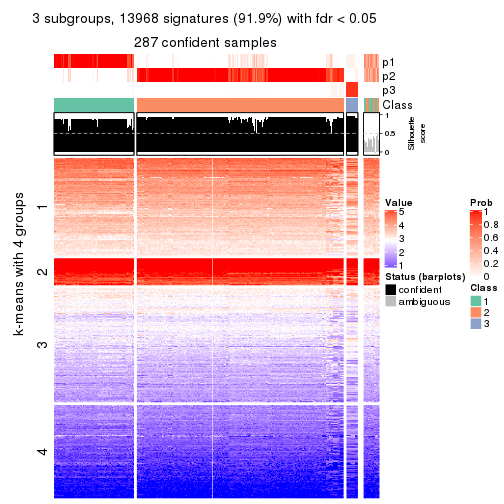 3 subgroups, 13968 signatures (91.9%) with fdr < 0.05
287 confident samples
p1
p2
p3
Class
1
0.5
0
Silhouette
score
k-means with 4 groups
1
2
3
4
Value
5
4
3
2
1
Status (barplots)
confident
ambiguous
Prob
1
0.8
0.6
0.4
0.2
0
Class
1
2
3